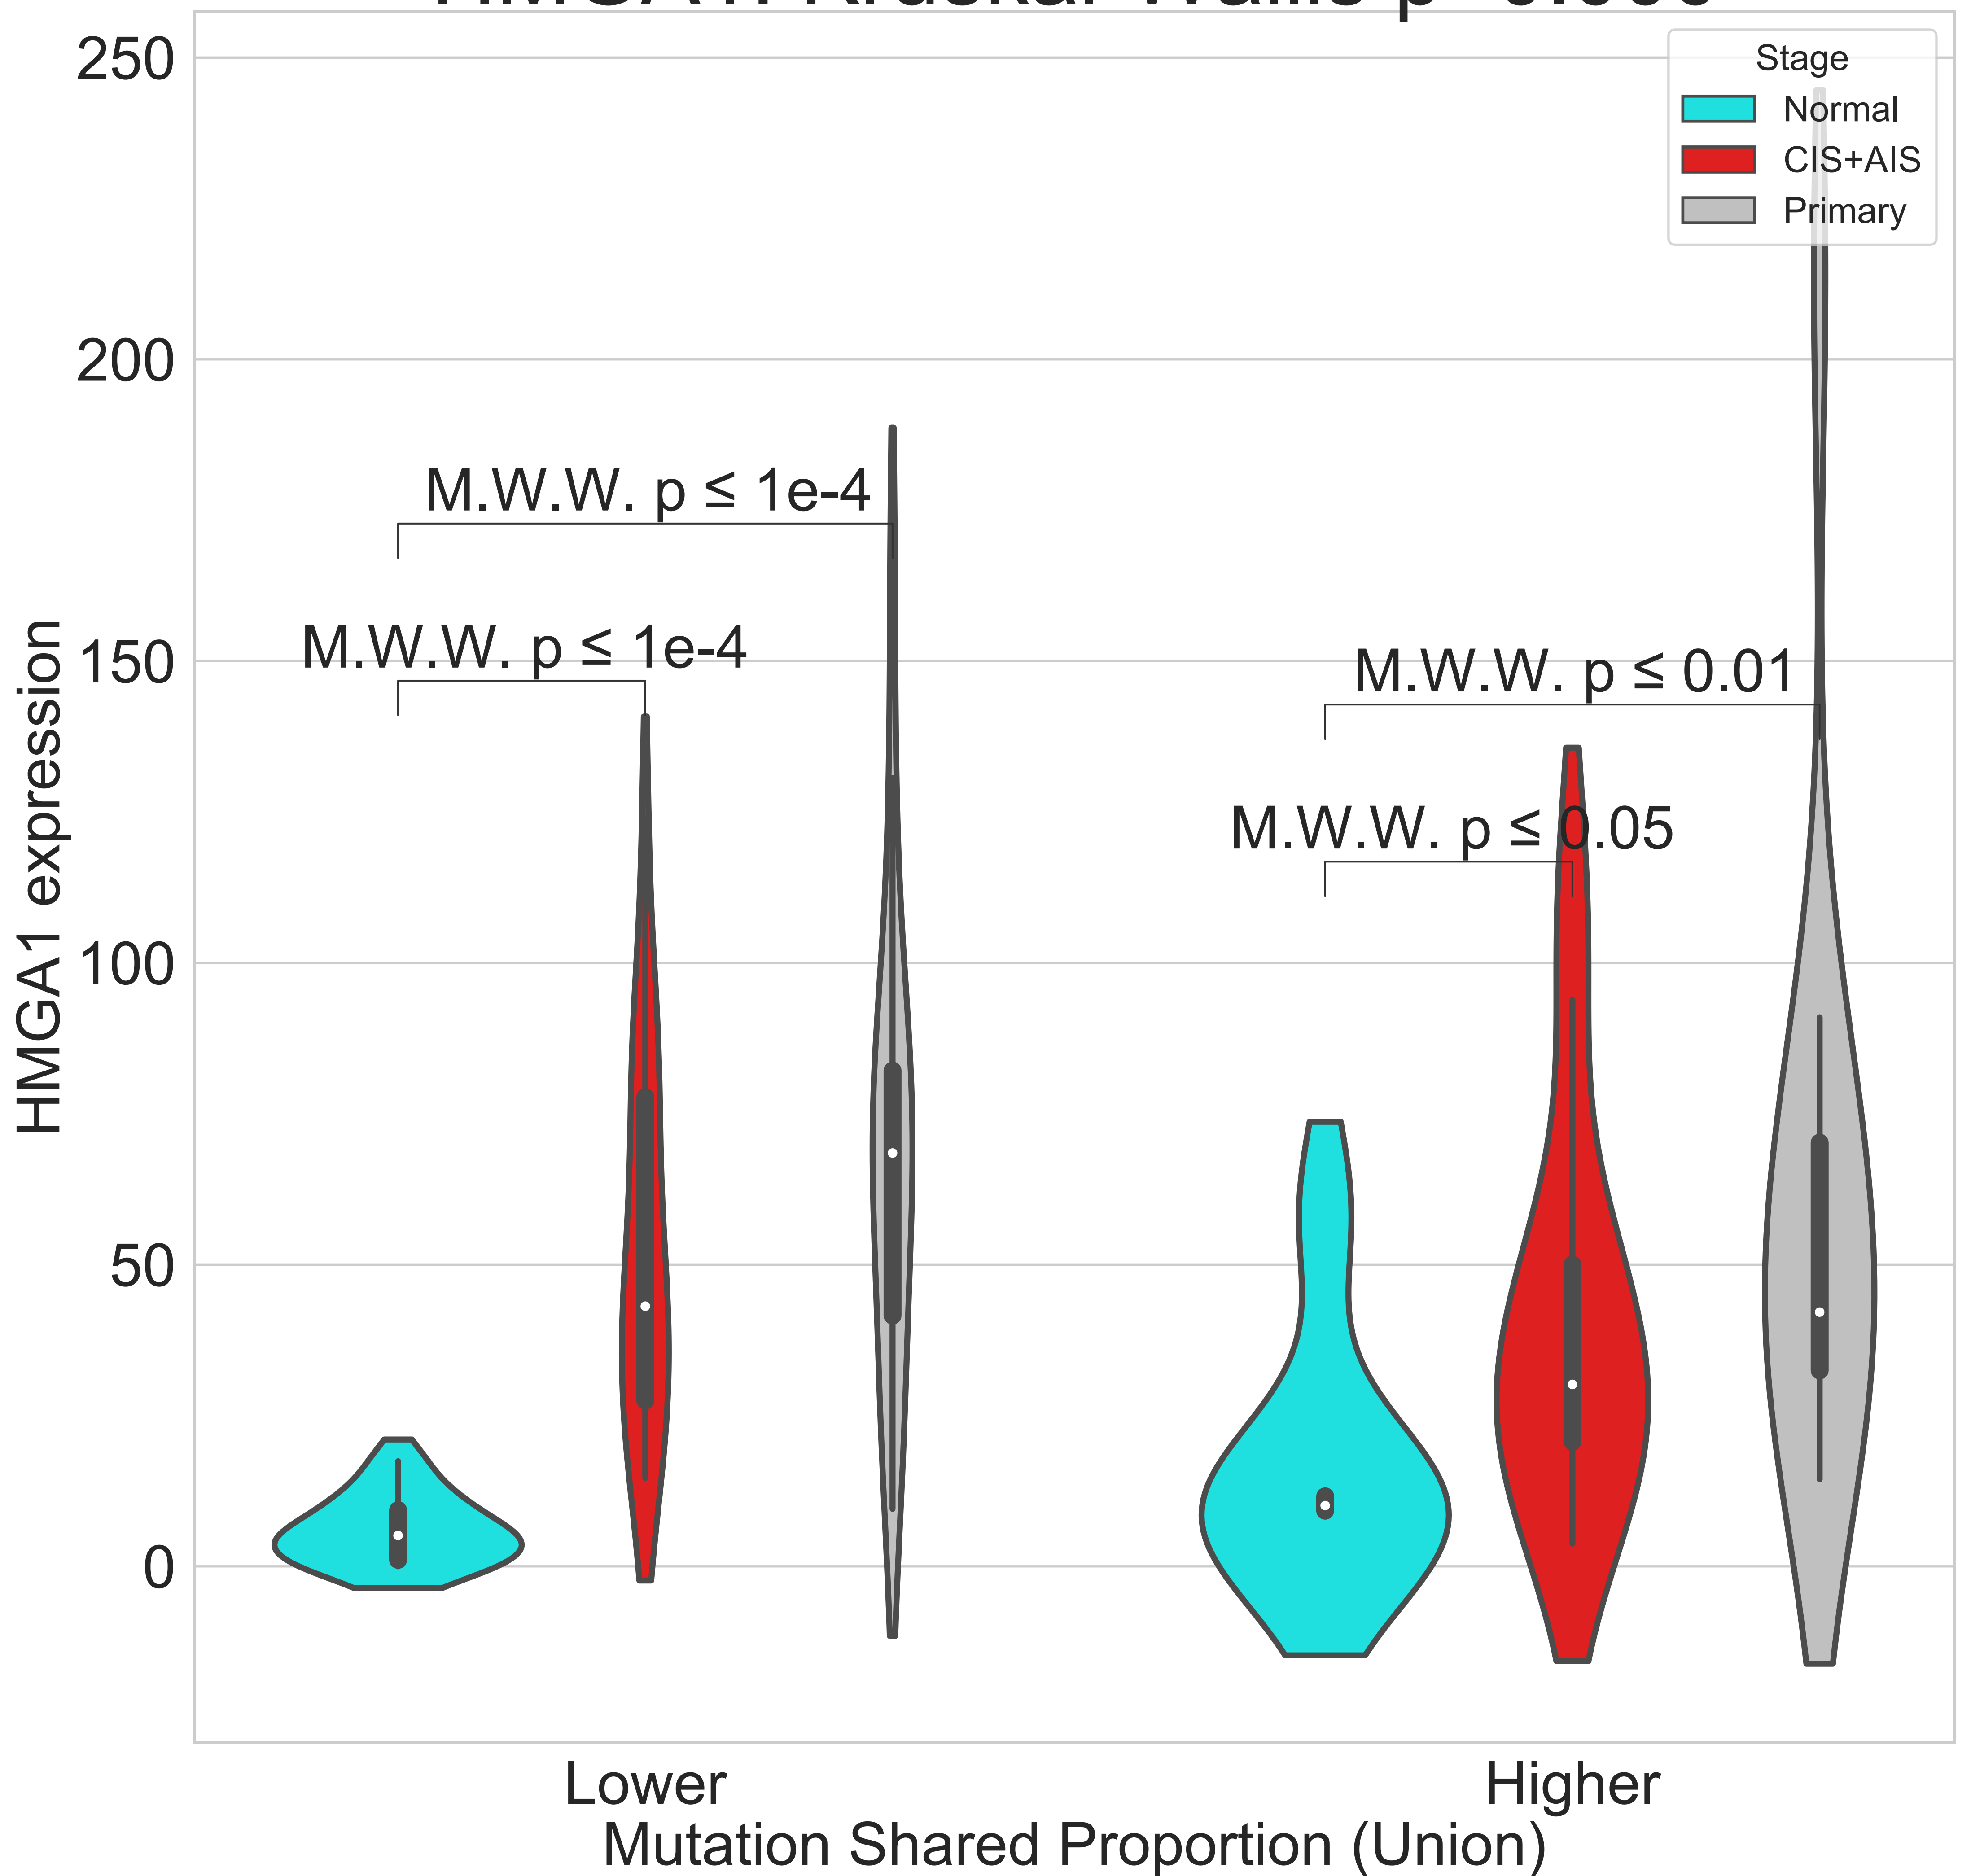 250
200
150
100
50
0
HMGA1 expression
Stage
Normal
CIS+AIS
Primary
M.W.W. p ≤ 1e-4
M.W.W. p ≤ 1e-4
M.W.W. p ≤ 0.01
M.W.W. p ≤ 0.05
Lower
Higher
Mutation Shared Proportion (Union)